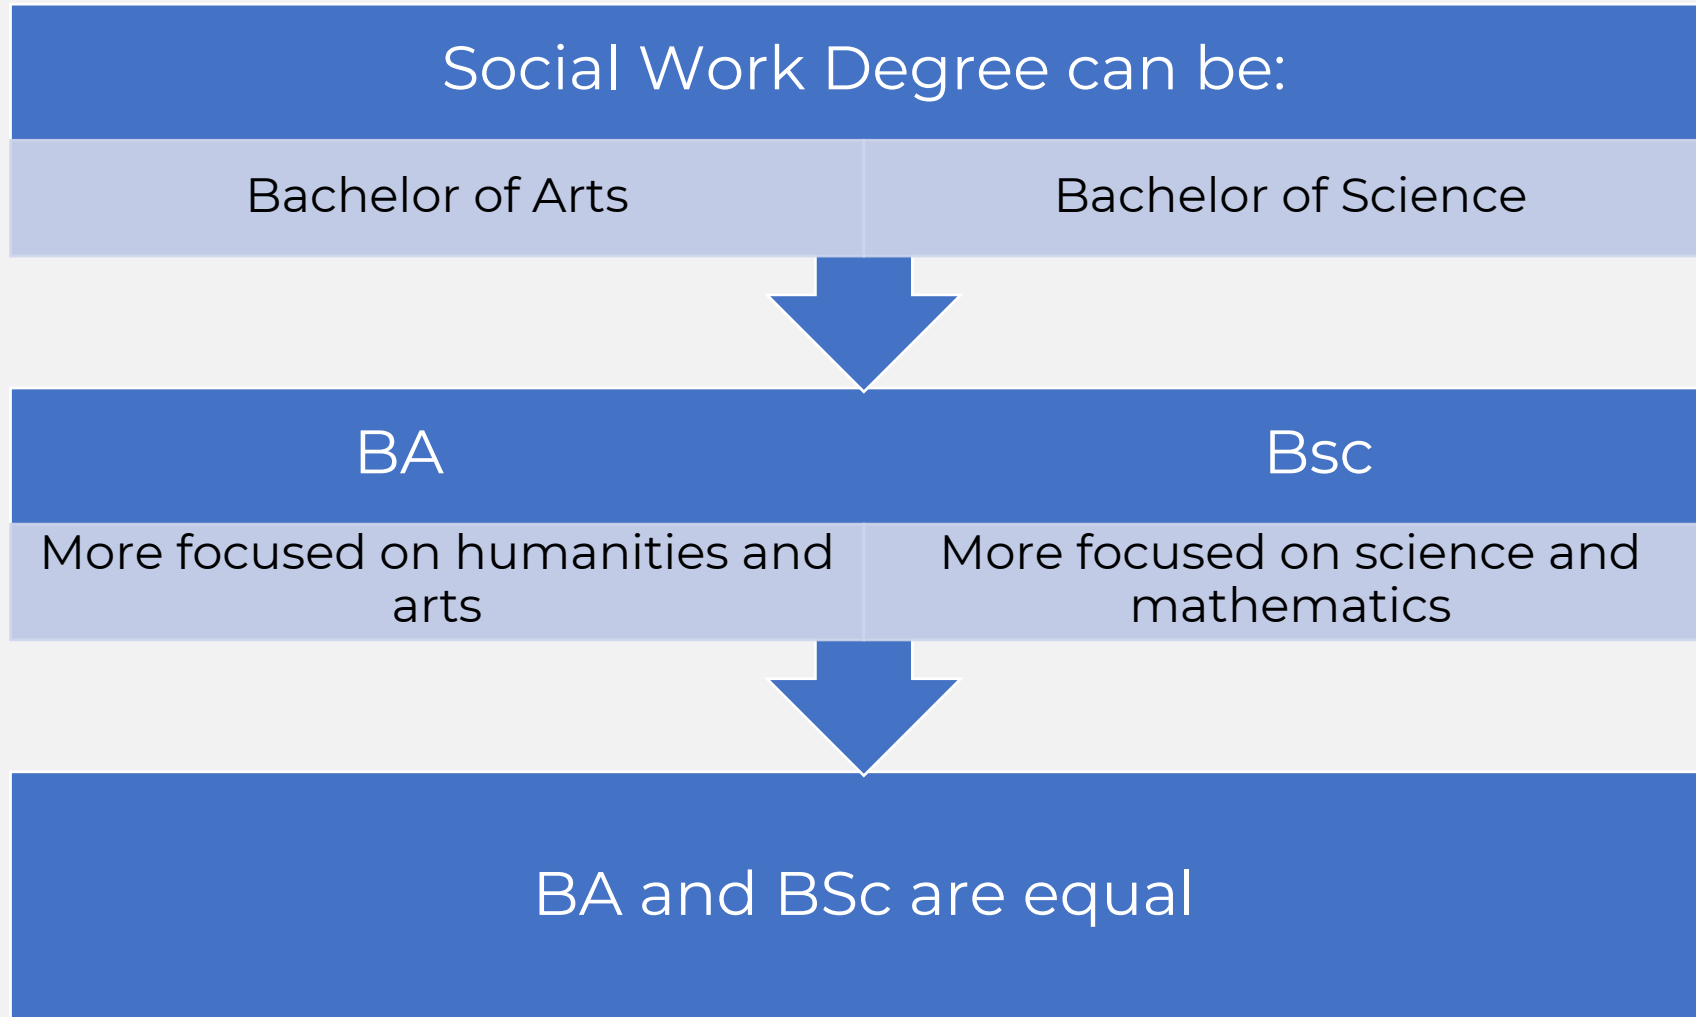 Social Work Degree can be:
Bachelor of Arts
Bachelor of Science
BA
Bsc
More focused on humanities and
arts
More focused on science and
mathematics
BA and BSc are equal